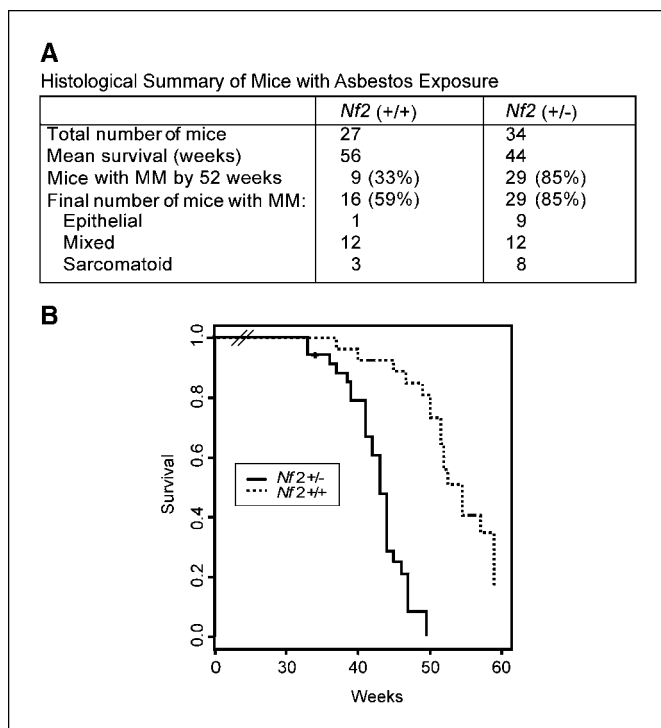 A
Histological Summary of Mice with Asbestos Exposure
Nf2 (+/+) Nf2 (+/-)
Total number of mice 27 34
Mean survival (weeks) 56 44
Mice with MM by 52 weeks 9 (33%) 29 (85%)
Final number of mice with MM: 16 (59%) 29 (85%)
Epithelial 1 9
Mixed 12 12
Sarcomatoid 3 8
B
1.0
0.8
0.6
0.4
0.2
0.0
Survival
Nf2+/-
Nf2+/+
0 30 40 50 60
Weeks